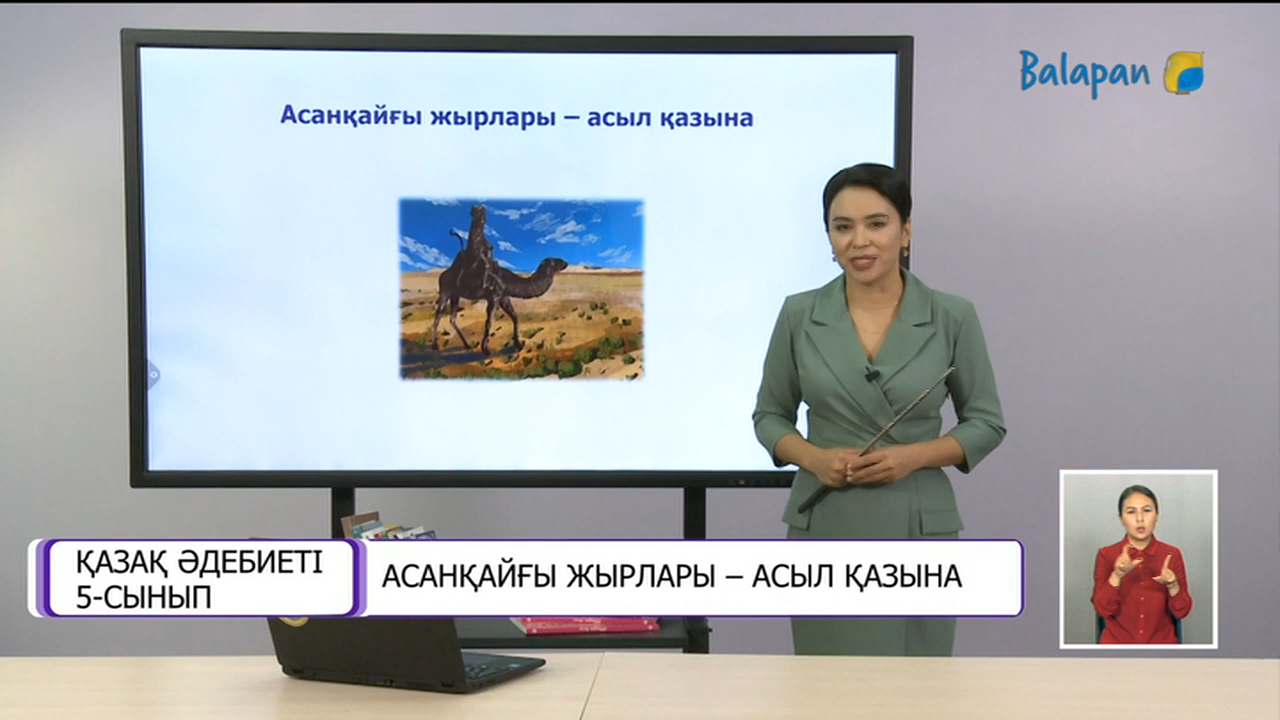 Balapan
Асанқайғы жырлары – асыл қазына
ҚАЗАҚ ӘДЕБИЕТІ
5-СЫНЫП
АСАНҚАЙҒЫ ЖЫРЛАРЫ – АСЫЛ ҚАЗЫНА